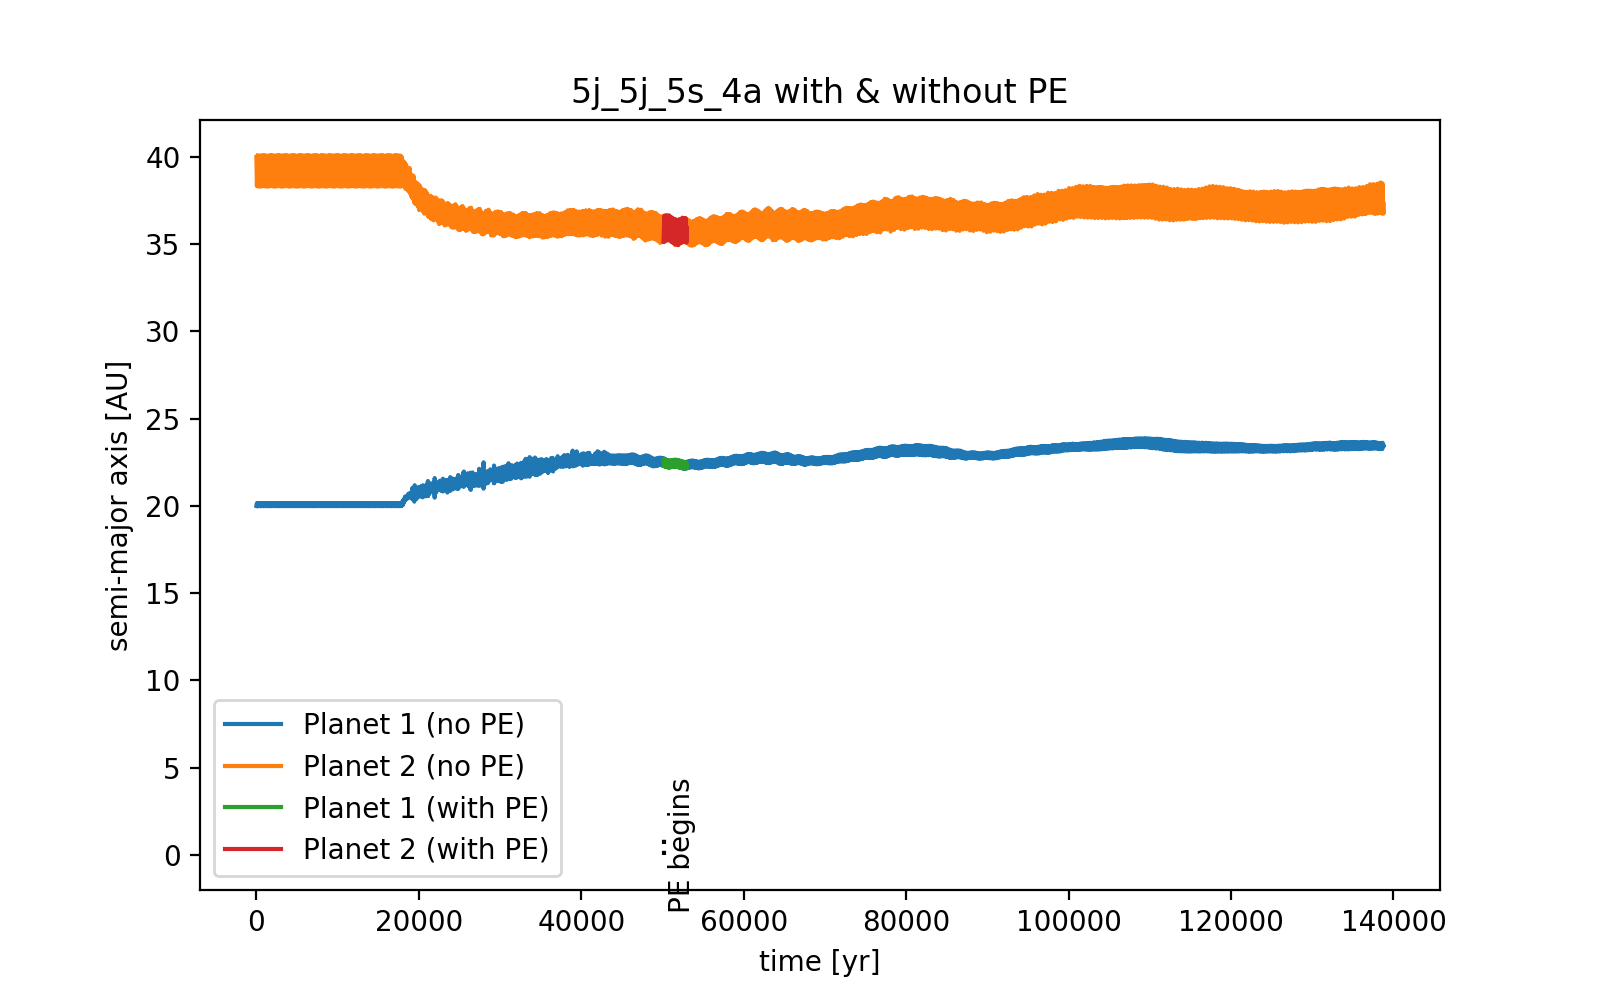 5j_5j_5s_4a with & without PE
semi-major axis [AU]
40
35
30
25
20
15
10
5
0
Planet 1 (no PE)
Planet 2 (no PE)
Planet 1 (with PE)
Planet 2 (with PE)
PE begins
0 20000 40000 60000 80000 100000 120000 140000
time [yr]